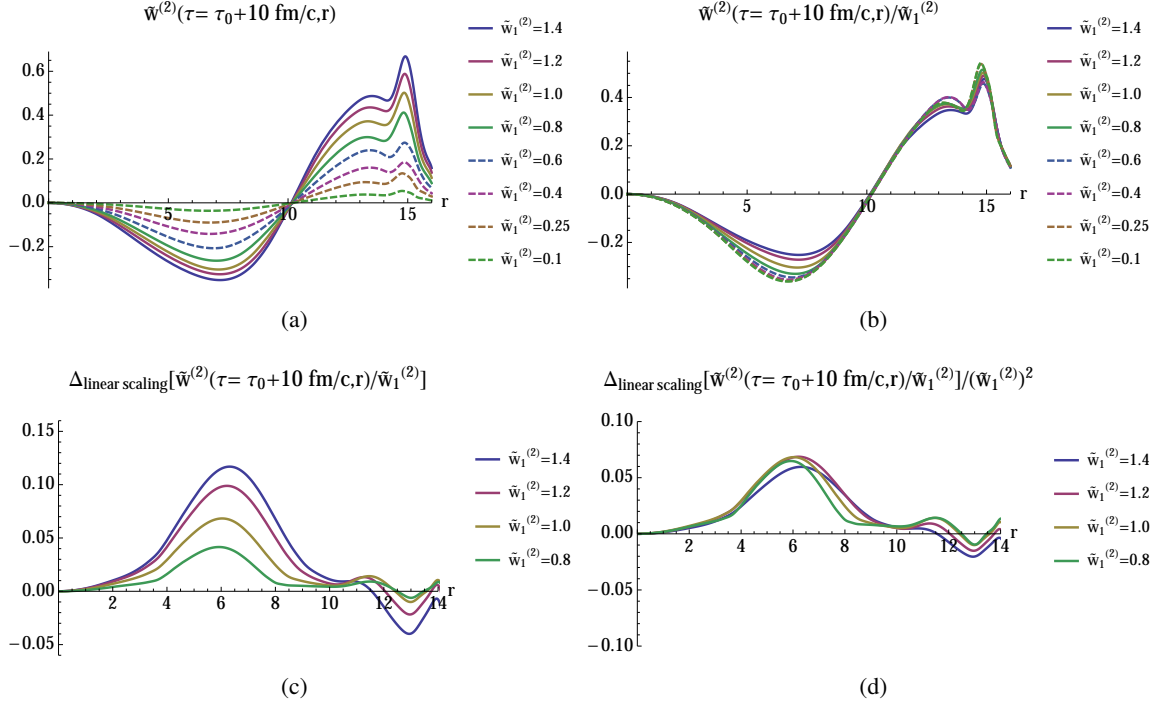 w̃⁽²⁾(τ= τ₀+10 fm/c,r)
0.6
0.4
0.2
0.0
−0.2
5
10
15
r
w̃₁⁽²⁾=1.4
w̃₁⁽²⁾=1.2
w̃₁⁽²⁾=1.0
w̃₁⁽²⁾=0.8
w̃₁⁽²⁾=0.6
w̃₁⁽²⁾=0.4
w̃₁⁽²⁾=0.25
w̃₁⁽²⁾=0.1
(a)
w̃⁽²⁾(τ= τ₀+10 fm/c,r)/w̃₁⁽²⁾
0.6
0.4
0.2
0.0
−0.2
5
10
15
r
w̃₁⁽²⁾=1.4
w̃₁⁽²⁾=1.2
w̃₁⁽²⁾=1.0
w̃₁⁽²⁾=0.8
w̃₁⁽²⁾=0.6
w̃₁⁽²⁾=0.4
w̃₁⁽²⁾=0.25
w̃₁⁽²⁾=0.1
(b)
Δlinear scaling[w̃⁽²⁾(τ= τ₀+10 fm/c,r)/w̃₁⁽²⁾]
0.15
0.10
0.05
0.00
−0.05
2
4
6
8
10
12
14
r
w̃₁⁽²⁾=1.4
w̃₁⁽²⁾=1.2
w̃₁⁽²⁾=1.0
w̃₁⁽²⁾=0.8
(c)
Δlinear scaling[w̃⁽²⁾(τ= τ₀+10 fm/c,r)/w̃₁⁽²⁾]/(w̃₁⁽²⁾)²
0.10
0.05
0.00
−0.05
−0.10
2
4
6
8
10
12
14
r
w̃₁⁽²⁾=1.4
w̃₁⁽²⁾=1.2
w̃₁⁽²⁾=1.0
w̃₁⁽²⁾=0.8
(d)